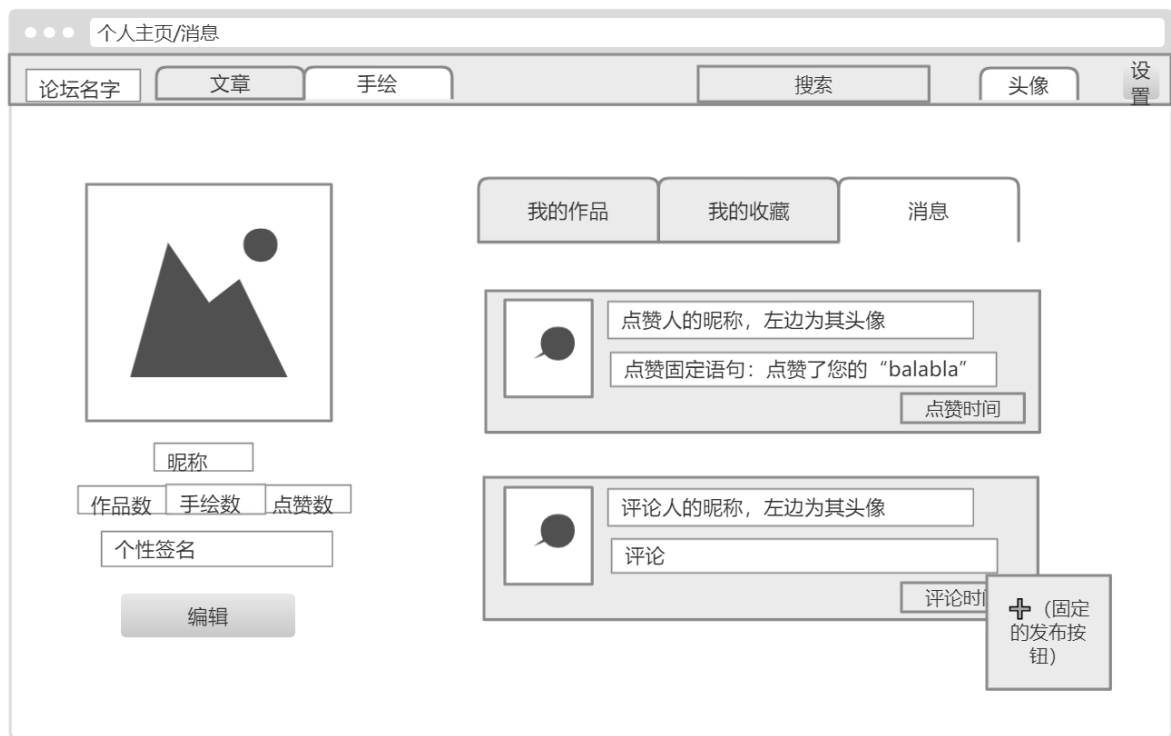 个人主页/消息
论坛名字
文章
手绘
搜索
头像
设
置
我的作品
我的收藏
消息
点赞人的昵称，左边为其头像
点赞固定语句：点赞了您的“balabla”
点赞时间
昵称
作品数
手绘数
点赞数
个性签名
编辑
评论人的昵称，左边为其头像
评论
评论时
（固定
的发布按
钮）